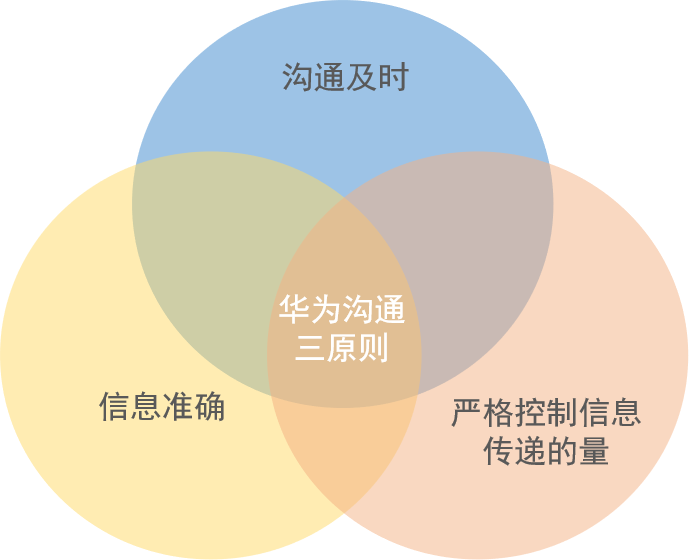 沟通及时
华为沟通
三原则
信息准确
严格控制信息
传递的量